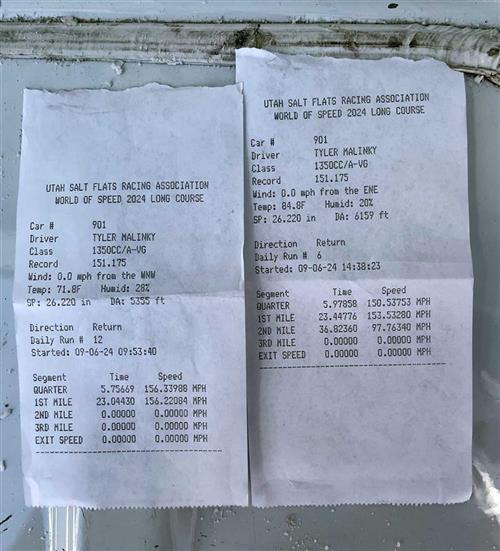 UTAH SALT FLATS RACING ASSOCIATION
WORLD OF SPEED 2024 LONG COURSE
Car # 901
Driver TYLER MALINKY
Class 1350CC/A-VG
Record 151.175
Wind: 0.0 mph from the WNW
Temp: 71.8F Humid: 28%
SP: 26.220 in DA: 5355 ft
Direction Return
Daily Run # 12
Started: 09-06-24 09:53:40
Segment Time Speed
QUARTER 5.75669 156.33988 MPH
1ST MILE 23.04430 156.22084 MPH
2ND MILE 0.00000 0.00000 MPH
3RD MILE 0.00000 0.00000 MPH
EXIT SPEED 0.00000 0.00000 MPH
UTAH SALT FLATS RACING ASSOCIATION
WORLD OF SPEED 2024 LONG COURSE
Car # 901
Driver TYLER MALINKY
Class 1350CC/A-VG
Record 151.175
Wind: 0.0 mph from the ENE
Temp: 84.8F Humid: 20%
SP: 26.220 in DA: 6159 ft
Direction Return
Daily Run # 6
Started: 09-06-24 14:38:23
Segment Time Speed
QUARTER 5.97858 150.53753 MPH
1ST MILE 23.44776 153.53280 MPH
2ND MILE 36.82360 97.76340 MPH
3RD MILE 0.00000 0.00000 MPH
EXIT SPEED 0.00000 0.00000 MPH